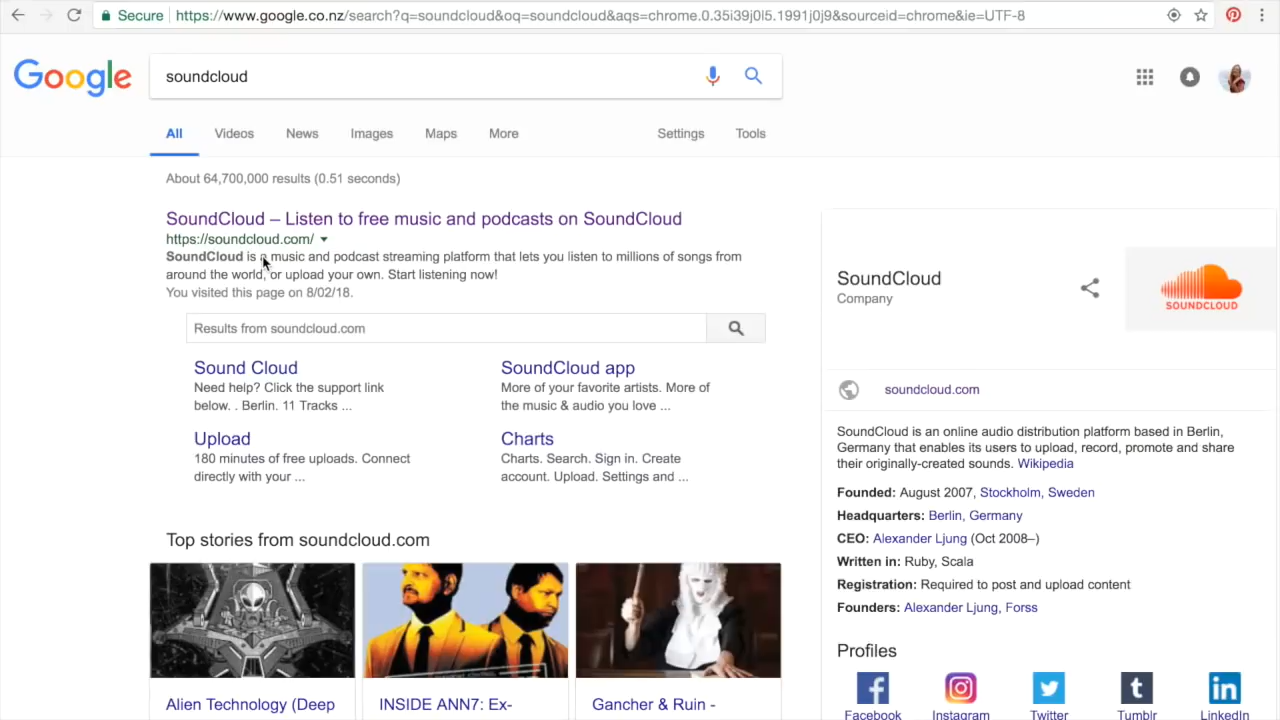 Secure
https://www.google.co.nz/search?q=soundcloud&oq=soundcloud&aqs=chrome.0.35i39j0l5.1991j0j9&sourceid=chrome&ie=UTF-8
Google
soundcloud
All Videos News Images Maps More Settings Tools
About 64,700,000 results (0.51 seconds)
SoundCloud – Listen to free music and podcasts on SoundCloud
https://soundcloud.com/
SoundCloud is a music and podcast streaming platform that lets you listen to millions of songs from
around the world, or upload your own. Start listening now!
You visited this page on 8/02/18.
Results from soundcloud.com
Sound Cloud
Need help? Click the support link
below. . Berlin. 11 Tracks ...
SoundCloud app
More of your favorite artists. More of
the music & audio you love ...
Upload
180 minutes of free uploads. Connect
directly with your ...
Charts
Charts. Search. Sign in. Create
account. Upload. Settings and ...
Top stories from soundcloud.com
Alien Technology (Deep
INSIDE ANN7: Ex-
Gancher & Ruin -
SoundCloud
Company
SOUNDCLOUD
soundcloud.com
SoundCloud is an online audio distribution platform based in Berlin,
Germany that enables its users to upload, record, promote and share
their originally-created sounds. Wikipedia
Founded: August 2007, Stockholm, Sweden
Headquarters: Berlin, Germany
CEO: Alexander Ljung (Oct 2008–)
Written in: Ruby, Scala
Registration: Required to post and upload content
Founders: Alexander Ljung, Forss
Profiles
Facebook Instagram Twitter Tumblr LinkedIn